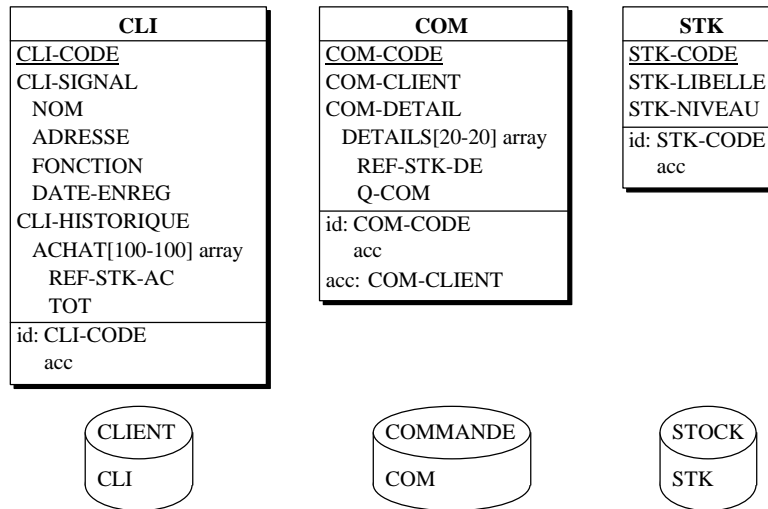 CLI
CLI-CODE
CLI-SIGNAL
NOM
ADRESSE
FONCTION
DATE-ENREG
CLI-HISTORIQUE
ACHAT[100-100] array
REF-STK-AC
TOT
id: CLI-CODE
acc
COM
COM-CODE
COM-CLIENT
COM-DETAIL
DETAILS[20-20] array
REF-STK-DE
Q-COM
id: COM-CODE
acc
acc: COM-CLIENT
STK
STK-CODE
STK-LIBELLE
STK-NIVEAU
id: STK-CODE
acc
CLIENT
CLI
COMMANDE
COM
STOCK
STK